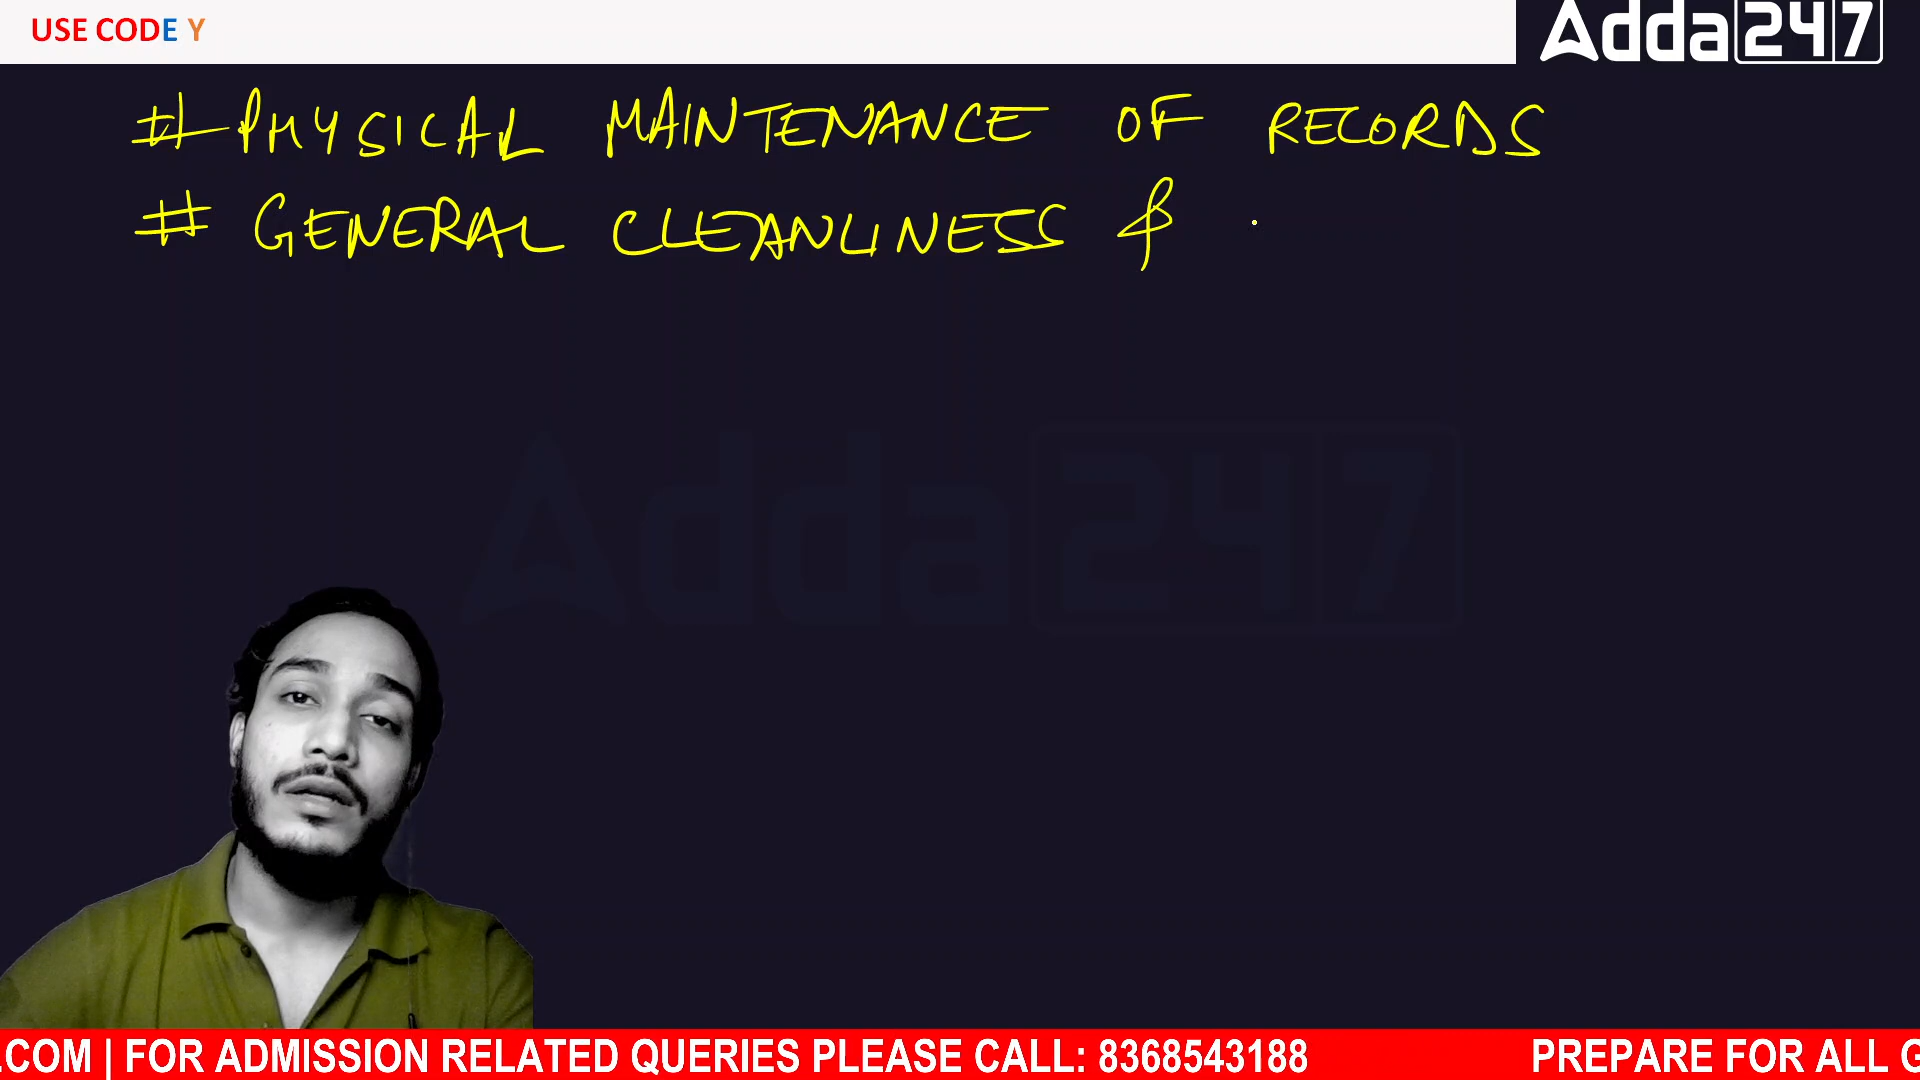 USE CODE Y
Adda247
# PHYSICAL MAINTENANCE OF RECORDS
# GENERAL CLEANLINESS &
Adda247
.COM | FOR ADMISSION RELATED QUERIES PLEASE CALL: 8368543188 PREPARE FOR ALL G